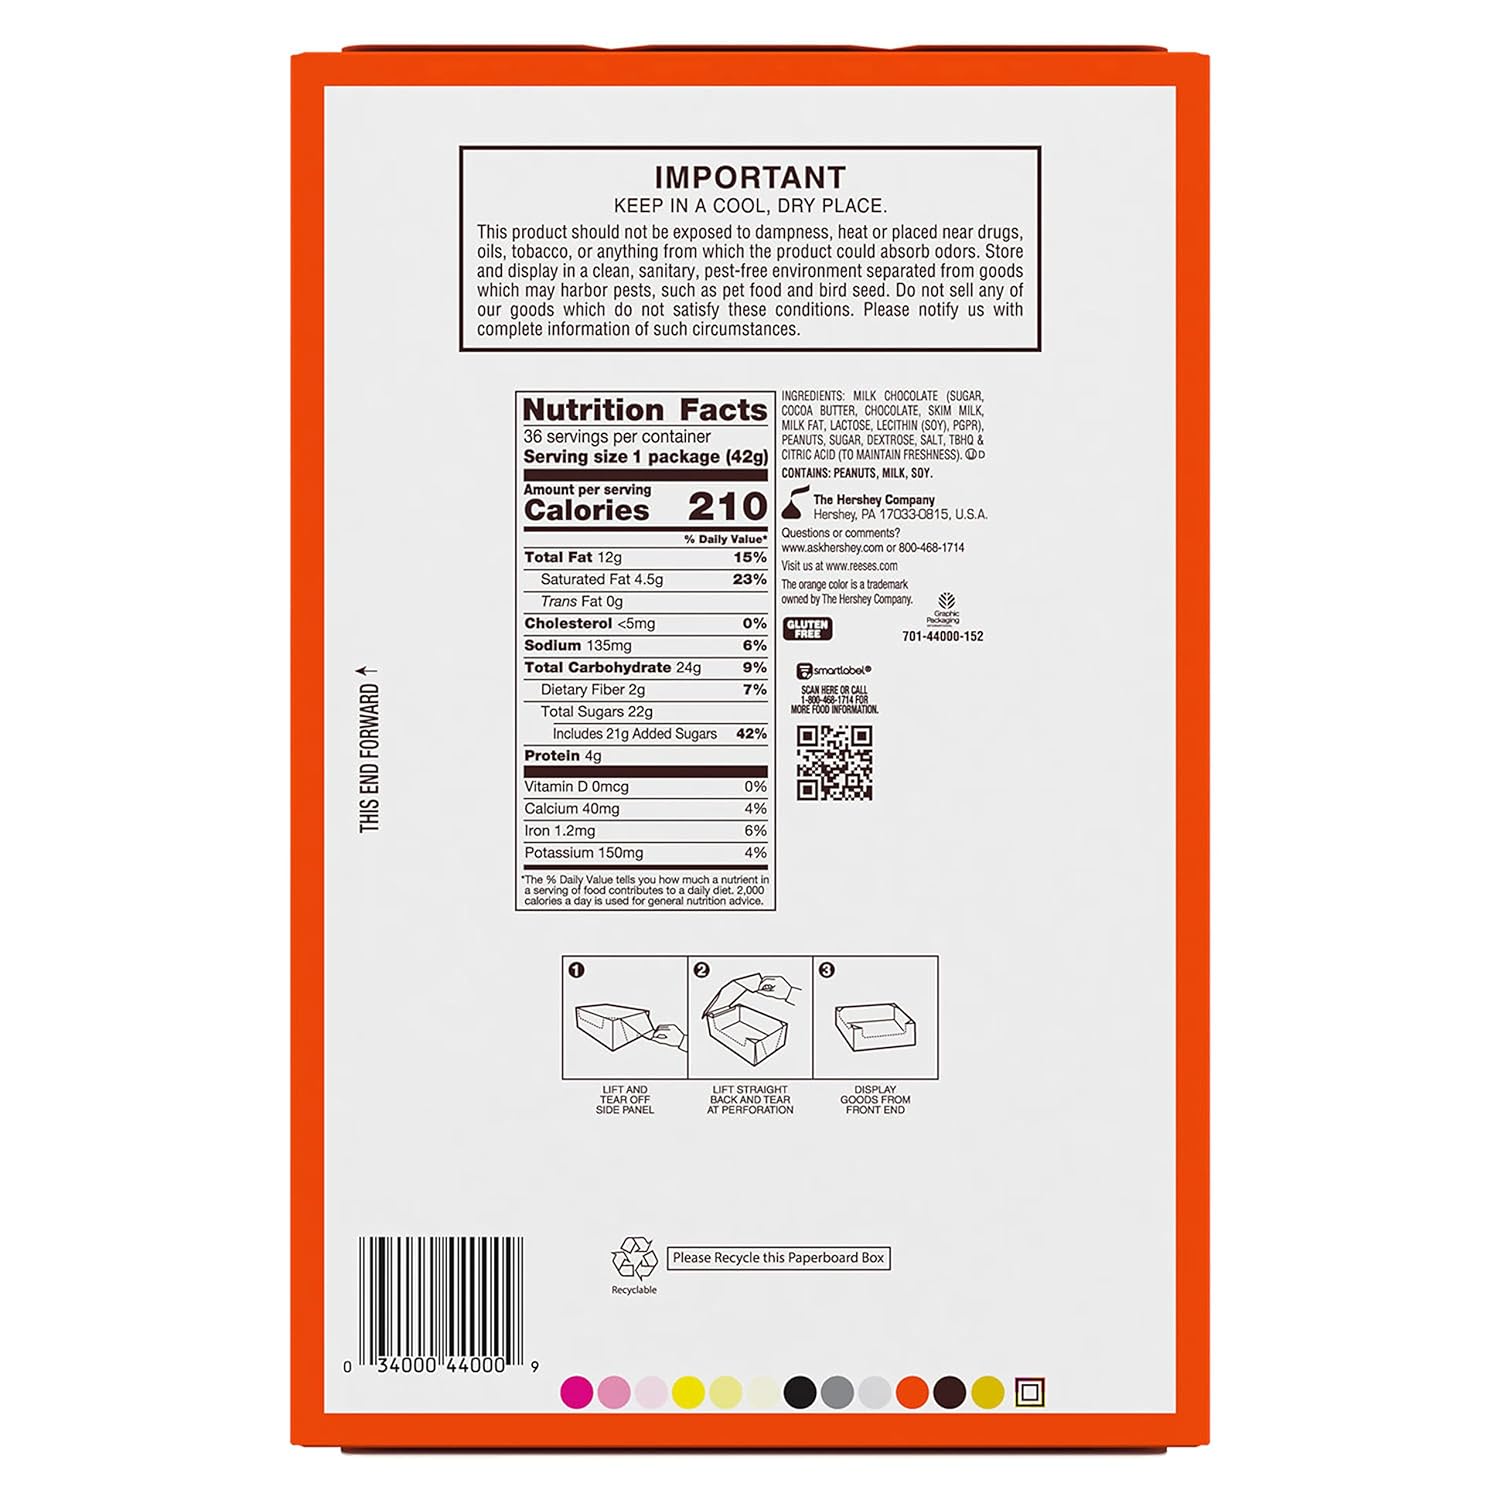 IMPORTANT
KEEP IN A COOL, DRY PLACE.
This product should not be exposed to dampness, heat or placed near drugs,
oils, tobacco, or anything from which the product could absorb odors. Store
and display in a clean, sanitary, pest-free environment separated from goods
which may harbor pests, such as pet food and bird seed. Do not sell any of
our goods which do not satisfy these conditions. Please notify us with
complete information of such circumstances.
Nutrition Facts
36 servings per container
Serving size 1 package (42g)
Amount per serving
Calories 210
% Daily Value*
Total Fat 12g 15%
Saturated Fat 4.5g 23%
Trans Fat 0g
Cholesterol <5mg 0%
Sodium 135mg 6%
Total Carbohydrate 24g 9%
Dietary Fiber 2g 7%
Total Sugars 22g
Includes 21g Added Sugars 42%
Protein 4g
Vitamin D 0mcg 0%
Calcium 40mg 4%
Iron 1.2mg 6%
Potassium 150mg 4%
*The % Daily Value tells you how much a nutrient in
a serving of food contributes to a daily diet. 2,000
calories a day is used for general nutrition advice.
INGREDIENTS: MILK CHOCOLATE (SUGAR,
COCOA BUTTER, CHOCOLATE, SKIM MILK,
MILK FAT, LACTOSE, LECITHIN (SOY), PGPR),
PEANUTS, SUGAR, DEXTROSE, SALT, TBHQ &
CITRIC ACID (TO MAINTAIN FRESHNESS). Ⓤ D
CONTAINS: PEANUTS, MILK, SOY.
The Hershey Company
Hershey, PA 17033-0815, U.S.A.
Questions or comments?
www.askhershey.com or 800-468-1714
Visit us at www.reeses.com
The orange color is a trademark
owned by The Hershey Company.
Graphic
Packaging
GLUTEN
FREE
701-44000-152
smartlabel®
SCAN HERE OR CALL
1-800-468-1714 FOR
MORE FOOD INFORMATION.
THIS END FORWARD
1
2
3
LIFT AND
TEAR OFF
SIDE PANEL
LIFT STRAIGHT
BACK AND TEAR
AT PERFORATION
DISPLAY
GOODS FROM
FRONT END
Please Recycle this Paperboard Box
Recyclable
0 34000 44000 9